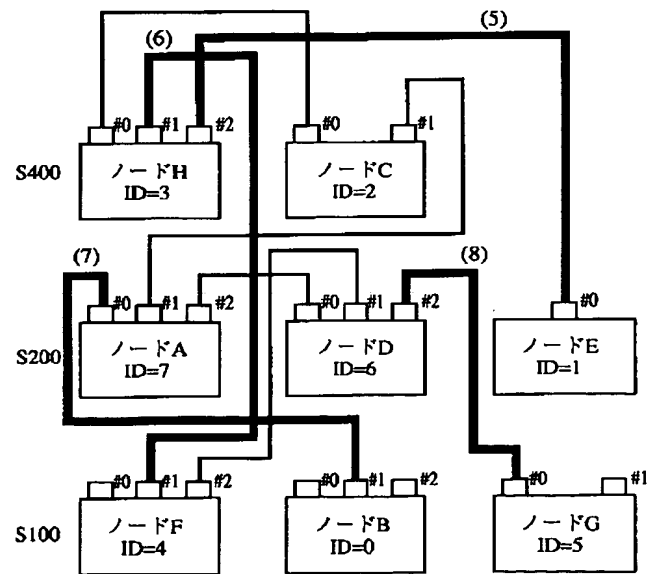 (6)
(5)
#0
#1
#2
#0
#1
S400
ノードH
ID=3
ノードC
ID=2
(7)
(8)
#0
#1
#2
#0
#1
#2
#0
S200
ノードA
ID=7
ノードD
ID=6
ノードE
ID=1
#0
#1
#2
#0
#1
#2
#0
#1
S100
ノードF
ID=4
ノードB
ID=0
ノードG
ID=5